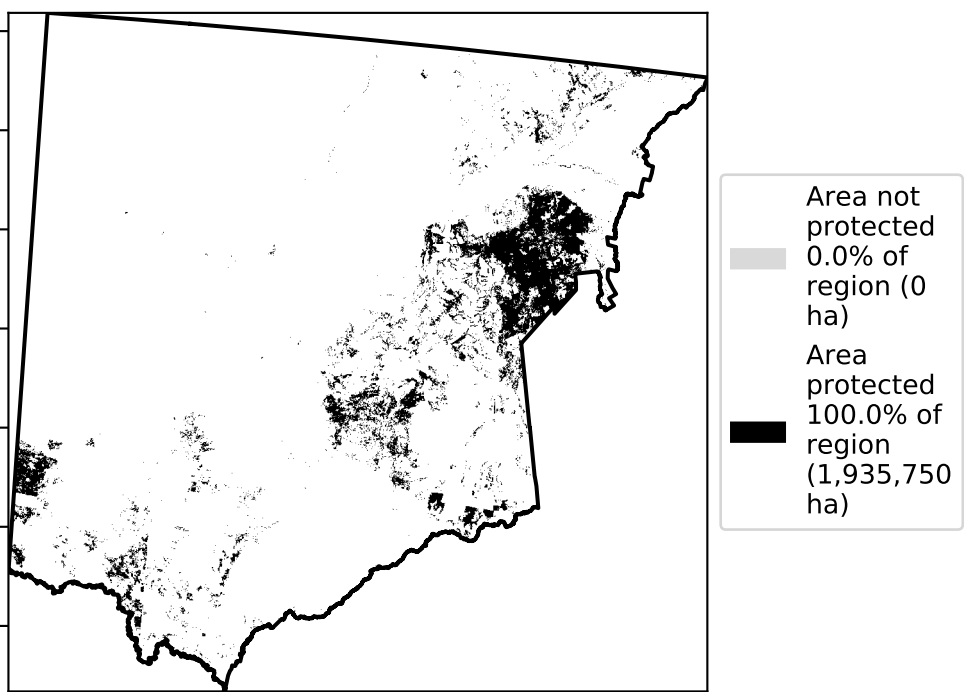 Area not
protected
0.0% of
region (0
ha)
Area
protected
100.0% of
region
(1,935,750
ha)